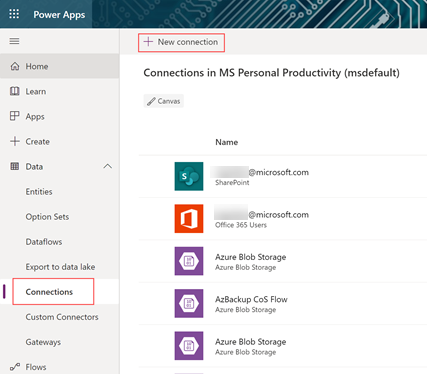 Power Apps
Home
Learn
Apps
Create
Data
Entities
Option Sets
Dataflows
Export to data lake
Connections
Custom Connectors
Gateways
Flows
New connection
Connections in MS Personal Productivity (msdefault)
Canvas
Name
@microsoft.com
SharePoint
@microsoft.com
Office 365 Users
Azure Blob Storage
Azure Blob Storage
AzBackup CoS Flow
Azure Blob Storage
Azure Blob Storage
Azure Blob Storage